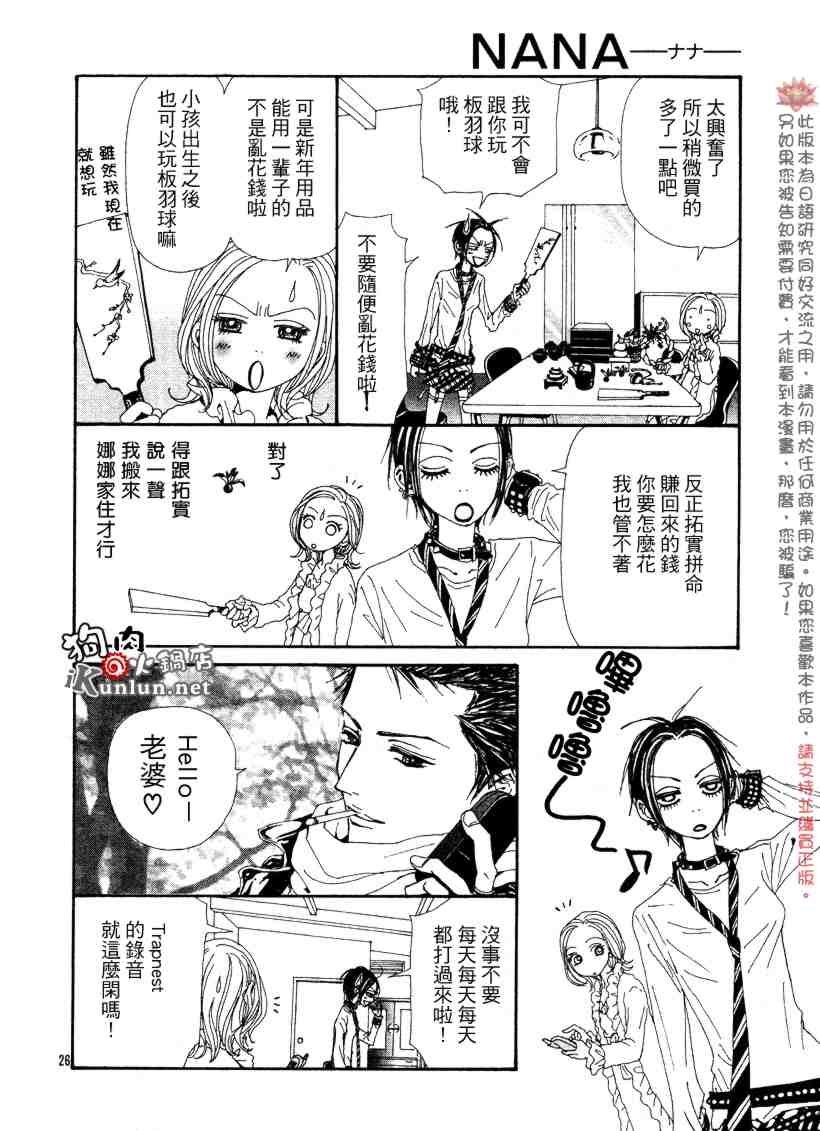 NANA—ナナ—
太興奮了
所以稍微買的
多了一點吧
我可不會
跟你玩
板羽球
哦！
不要隨便亂花錢啦！
可是新年用品
能用一輩子的
不是亂花錢啦
小孩出生之後
也可以玩板羽球嘛
雖然我現在
就想玩
反正拓實拼命
賺回來的錢
你要怎麼花
我也管不著
對了
得跟拓實
說一聲
我搬來
娜娜家住才行
嗶嚕嚕
Hello—
老婆♡
沒事不要
每天每天每天
都打過來啦！
Trapnest
的錄音
就這麼閑嗎！
26
狗肉火鍋店
iKunlun.net
此版本為日語研究同好交流之用，請勿用於任何商業用途。如果您喜歡本作品，請支持並購買正版。
另如果您被告知需要付費，才能看到本漫畫，那麼，您被騙了！